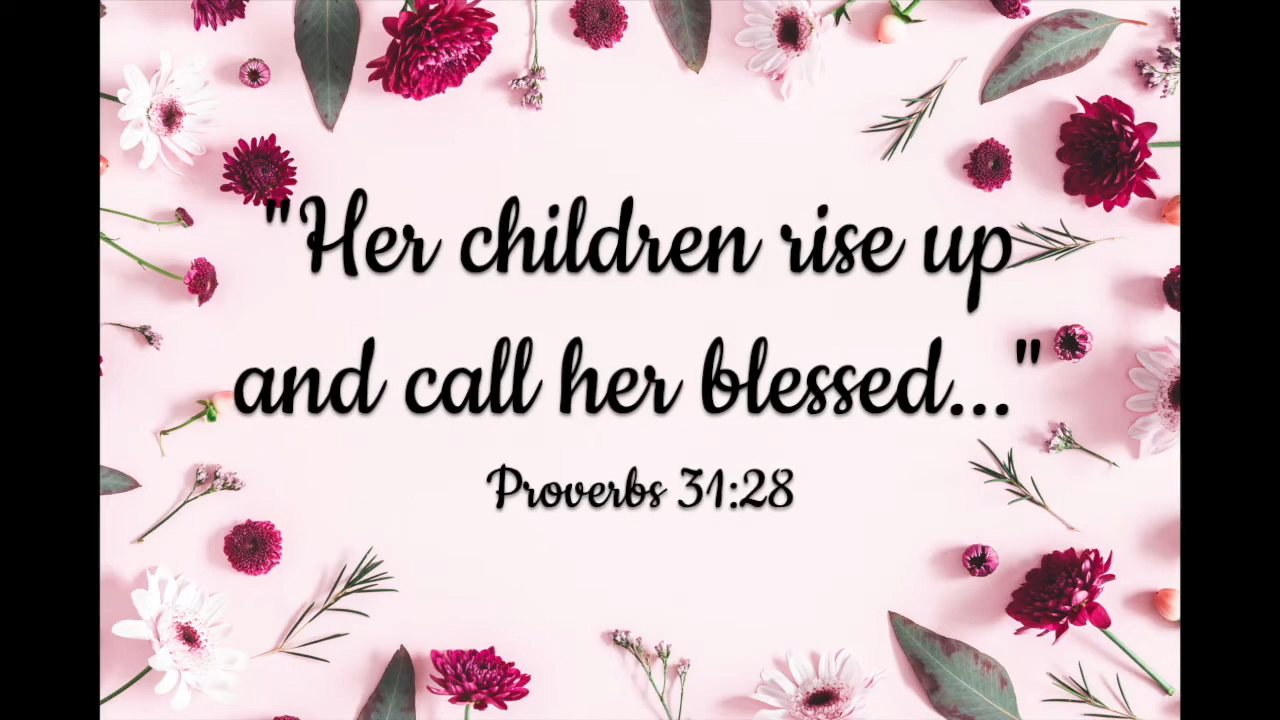 "Her children rise up
and call her blessed..."
Proverbs 31:28